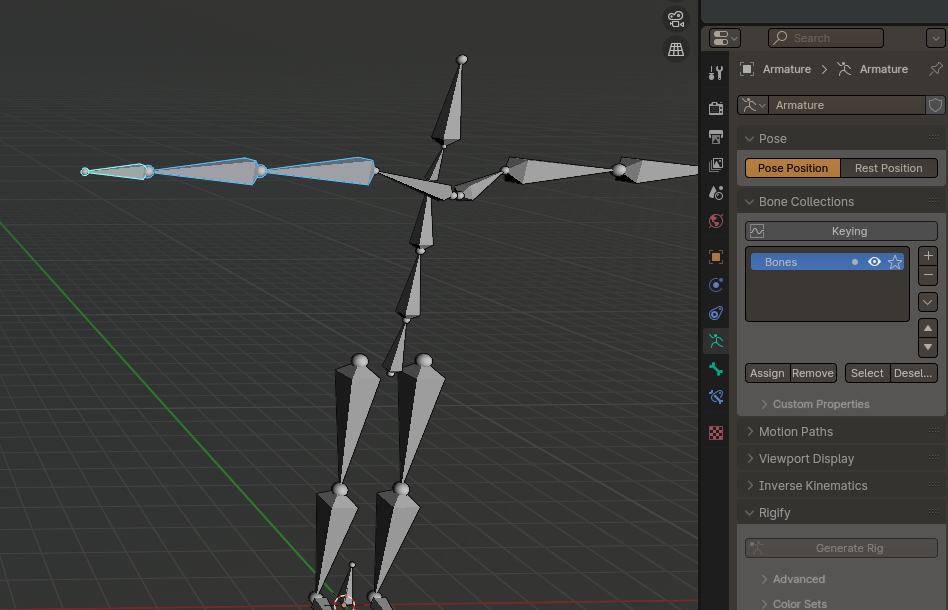 Search
Armature
Armature
Armature
Pose
Pose Position
Rest Position
Bone Collections
Keying
Bones
Assign
Remove
Select
Desel...
Custom Properties
Motion Paths
Viewport Display
Inverse Kinematics
Rigify
Generate Rig
Advanced
Color Sets